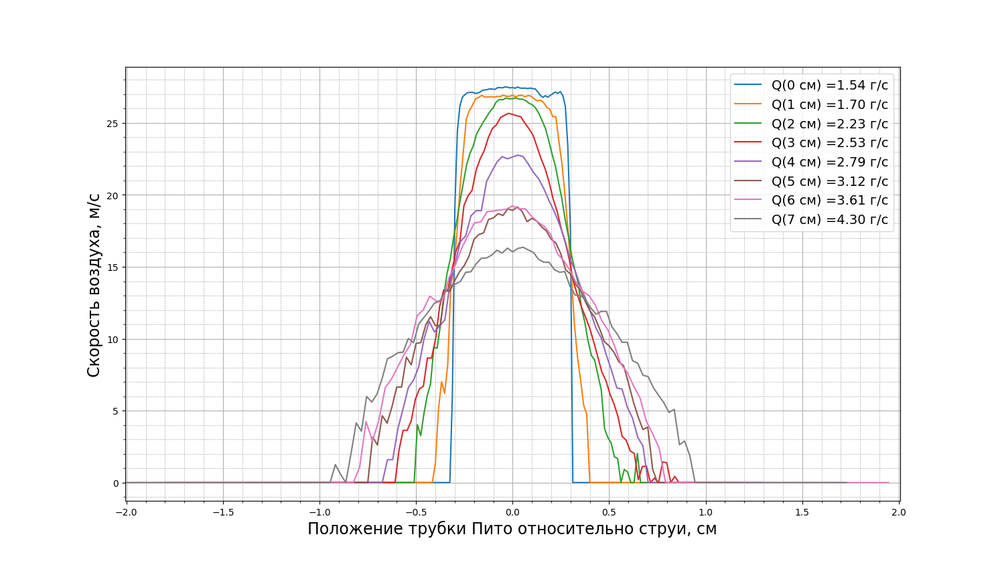 Скорость воздуха, м/с
25
20
15
10
5
0
−2.0 −1.5 −1.0 −0.5 0.0 0.5 1.0 1.5 2.0
Положение трубки Пито относительно струи, см
Q(0 см) =1.54 г/с
Q(1 см) =1.70 г/с
Q(2 см) =2.23 г/с
Q(3 см) =2.53 г/с
Q(4 см) =2.79 г/с
Q(5 см) =3.12 г/с
Q(6 см) =3.61 г/с
Q(7 см) =4.30 г/с